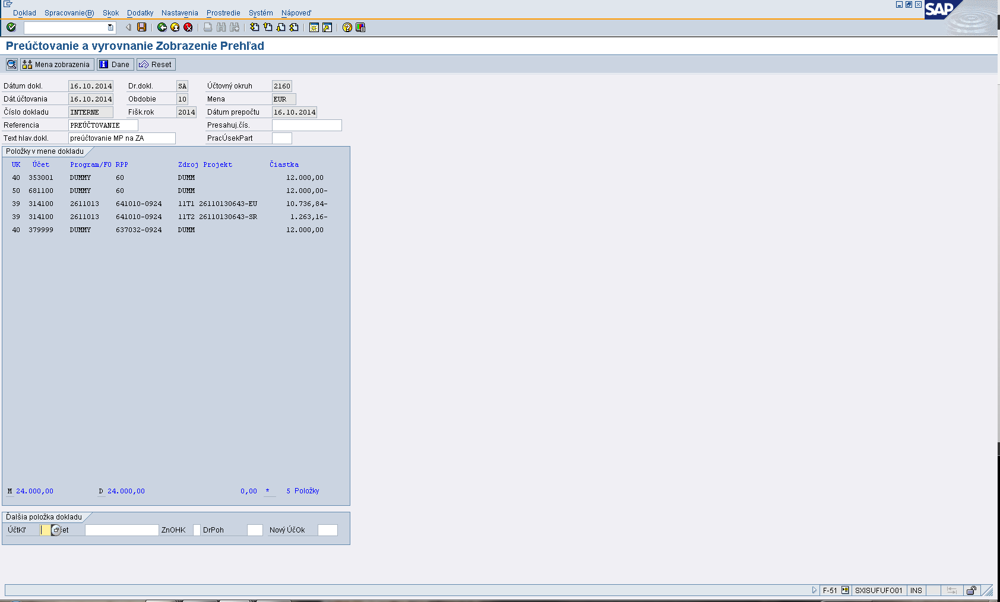 Doklad Spracovanie(B) Skok Dodatky Nastavenia Prostredie Systém Nápoveď
SAP
Preúčtovanie a vyrovnanie Zobrazenie Prehľad
Mena zobrazenia Dane Reset
Dátum dokl. 16.10.2014 Dr.dokl. SA Účtovný okruh 2160
Dát.účtovania 16.10.2014 Obdobie 10 Mena EUR
Číslo dokladu INTERNE Fišk.rok 2014 Dátum prepočtu 16.10.2014
Referencia PREÚČTOVANIE Presahuj.čís.
Text hlav.dokl. preúčtovanie MP na ZA PracÚsekPart
Položky v mene dokladu
UK Účet Program/FO RPP Zdroj Projekt Čiastka
40 353001 DUMMY 60 DUMM 12.000,00
50 681100 DUMMY 60 DUMM 12.000,00-
39 314100 2611013 641010-0924 11T1 26110130643-EU 10.736,84-
39 314100 2611013 641010-0924 11T2 26110130643-SR 1.263,16-
40 379999 DUMMY 637032-0924 DUMM 12.000,00
M 24.000,00 D 24.000,00 0,00 * 5 Položky
Ďalšia položka dokladu
ÚčtKľ čet ZnOHK DrPoh Nový ÚčOk
F-51 SXISUFUFO01 INS